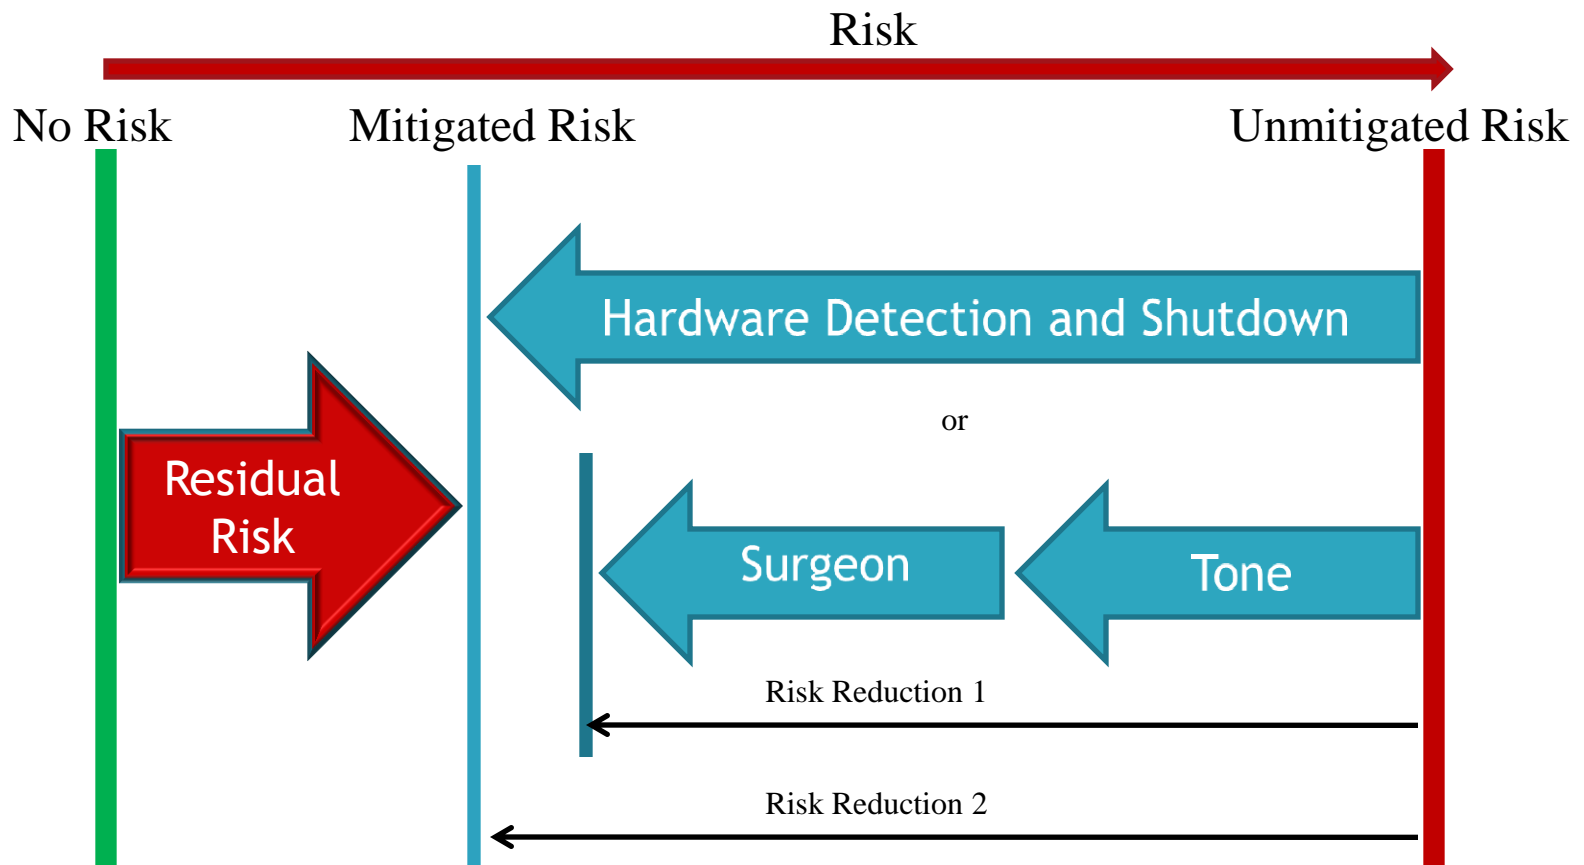 Risk
No Risk
Mitigated Risk
Unmitigated Risk
Hardware Detection and Shutdown
or
Residual
Risk
Surgeon
Tone
Risk Reduction 1
Risk Reduction 2